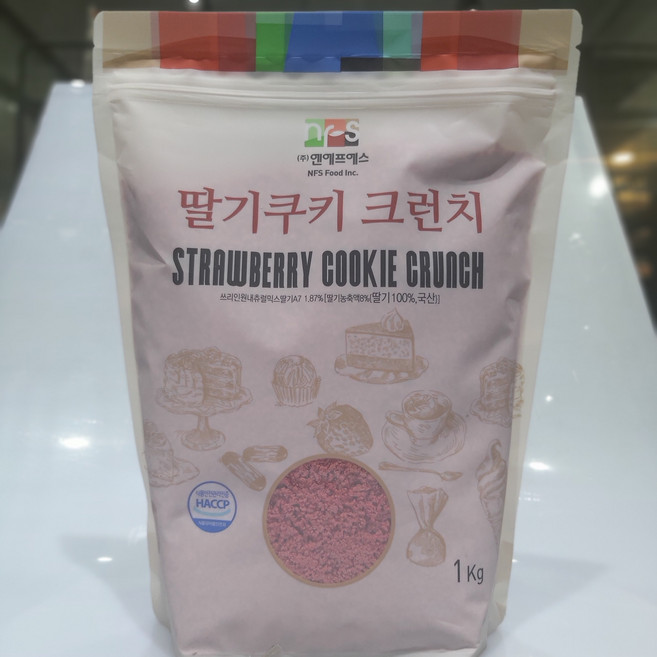 nfs
(주)엔에프에스
NFS Food Inc.
딸기쿠키 크런치
STRAWBERRY COOKIE CRUNCH
쓰리인원내츄럴믹스딸기A7 1.87%[딸기농축액8%{딸기100%,국산}]
HACCP
1Kg